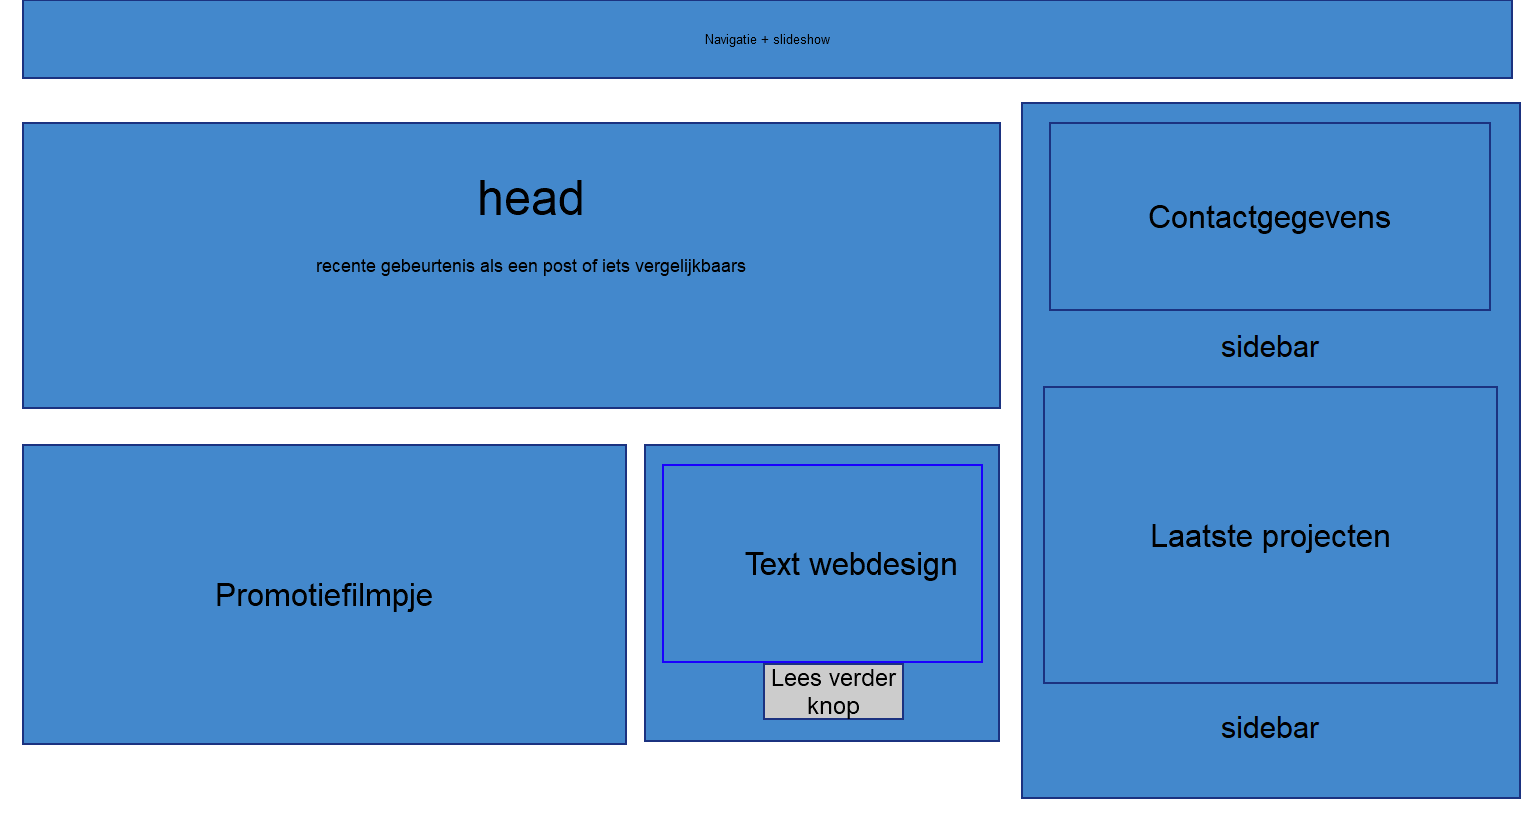 Navigatie + slideshow
head
recente gebeurtenis als een post of iets vergelijkbaars
Contactgegevens
sidebar
Laatste projecten
sidebar
Promotiefilmpje
Text webdesign
Lees verder
knop